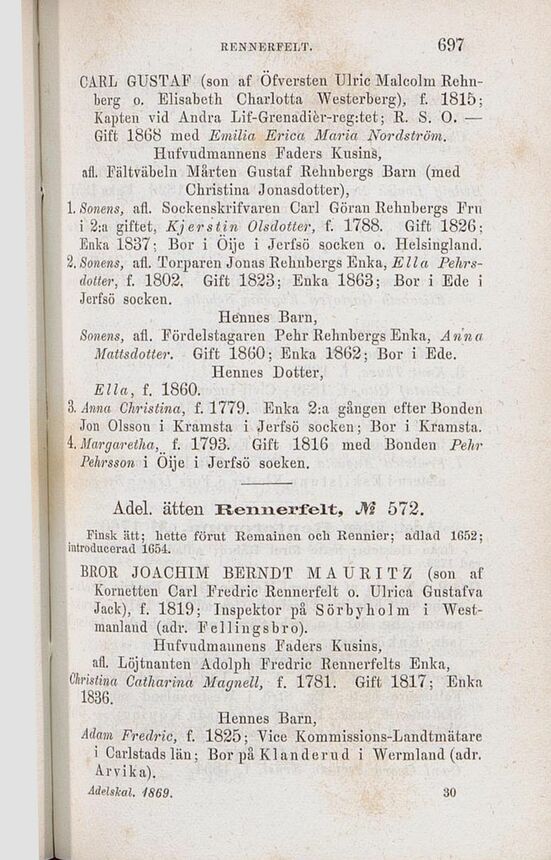 RENNERFELT. 697
CARL GUSTAF (son af Öfversten Ulric Malcolm Rehn-
berg o. Elisabeth Charlotta Westerberg), f. 1815;
Kapten vid Andra Lif-Grenadièr-reg:tet; R. S. O. —
Gift 1868 med Emilia Erica Maria Nordström.
Hufvudmannens Faders Kusins,
afl. Fältväbeln Mårten Gustaf Rehnbergs Barn (med
Christina Jonasdotter),
1. Sonens, afl. Sockenskrifvaren Carl Göran Rehnbergs Fru
i 2:a giftet, Kjerstin Olsdotter, f. 1788. Gift 1826;
Enka 1837; Bor i Öije i Jerfsö socken o. Helsingland.
2. Sonens, afl. Torparen Jonas Rehnbergs Enka, Ella Pehrs-
dotter, f. 1802. Gift 1823; Enka 1863; Bor i Ede i
Jerfsö socken.
Hennes Barn,
Sonens, afl. Fördelstagaren Pehr Rehnbergs Enka, Anna
Mattsdotter. Gift 1860; Enka 1862; Bor i Ede.
Hennes Dotter,
Ella, f. 1860.
3. Anna Christina, f. 1779. Enka 2:a gången efter Bonden
Jon Olsson i Kramsta i Jerfsö socken; Bor i Kramsta.
4. Margaretha, f. 1793. Gift 1816 med Bonden Pehr
Pehrsson i Öije i Jerfsö socken.
Adel. ätten Rennerfelt, № 572.
Finsk ätt; hette förut Remainen och Rennier; adlad 1652;
introducerad 1654.
BROR JOACHIM BERNDT MAURITZ (son af
Kornetten Carl Fredric Rennerfelt o. Ulrica Gustafva
Jack), f. 1819; Inspektor på Sörbyholm i West-
manland (adr. Fellingsbro).
Hufvudmannens Faders Kusins,
afl. Löjtnanten Adolph Fredric Rennerfelts Enka,
Christina Catharina Magnell, f. 1781. Gift 1817; Enka
1836.
Hennes Barn,
Adam Fredric, f. 1825; Vice Kommissions-Landtmätare
i Carlstads län; Bor på Klanderud i Wermland (adr.
Arvika).
Adelskal. 1869. 30